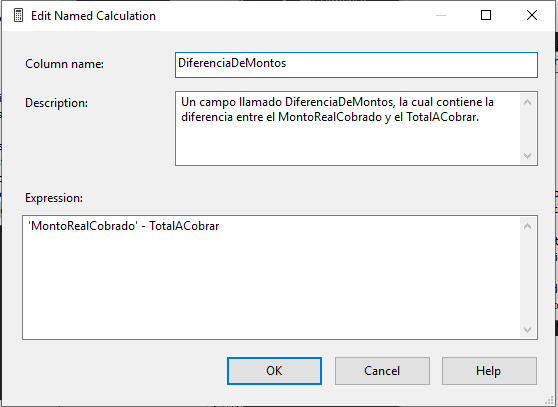 Edit Named Calculation
Column name:
DiferenciaDeMontos
Description:
Un campo llamado DiferenciaDeMontos, la cual contiene la
diferencia entre el MontoRealCobrado y el TotalACobrar.
Expression:
'MontoRealCobrado' - TotalACobrar
OK
Cancel
Help